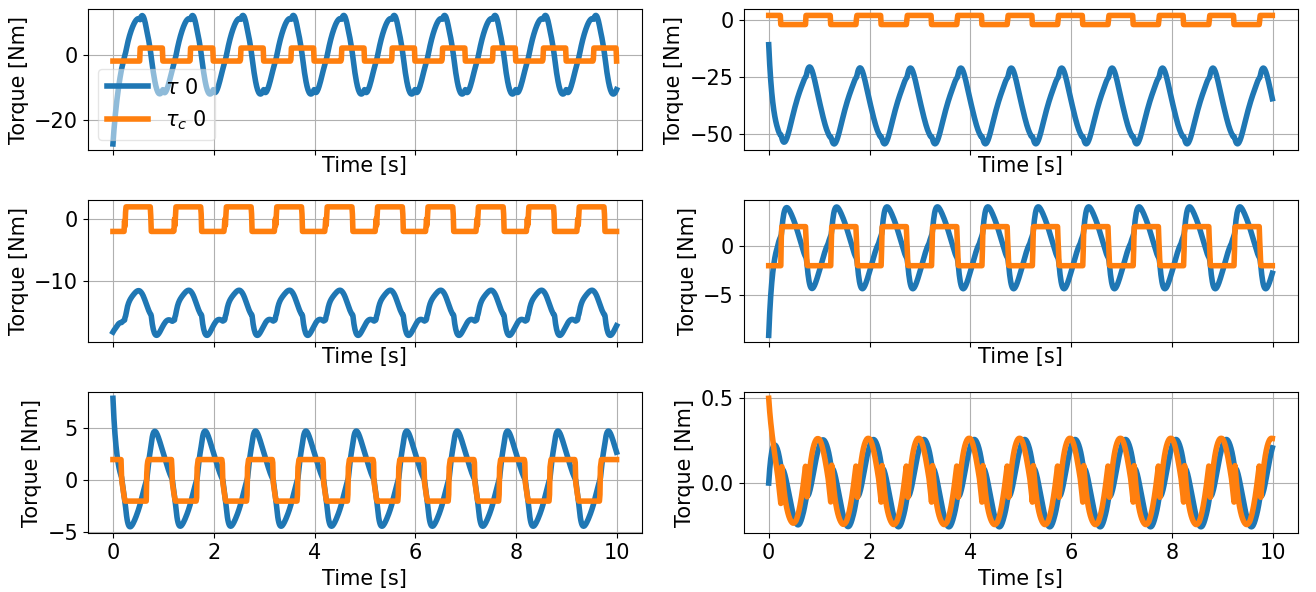 Torque [Nm]
0
−20
τ 0
τc 0
Time [s]
Torque [Nm]
0
−25
−50
Time [s]
Torque [Nm]
0
−10
Time [s]
Torque [Nm]
0
−5
Time [s]
Torque [Nm]
5
0
−5
0 2 4 6 8 10
Time [s]
Torque [Nm]
0.5
0.0
0 2 4 6 8 10
Time [s]